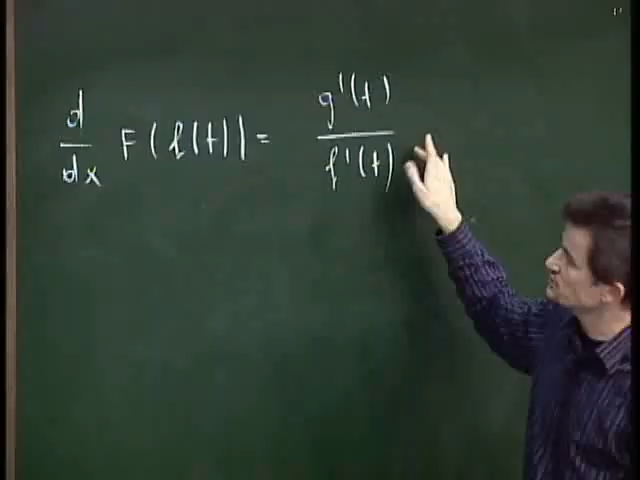 d/dx F(f(t)) = g'(t)/f'(t)